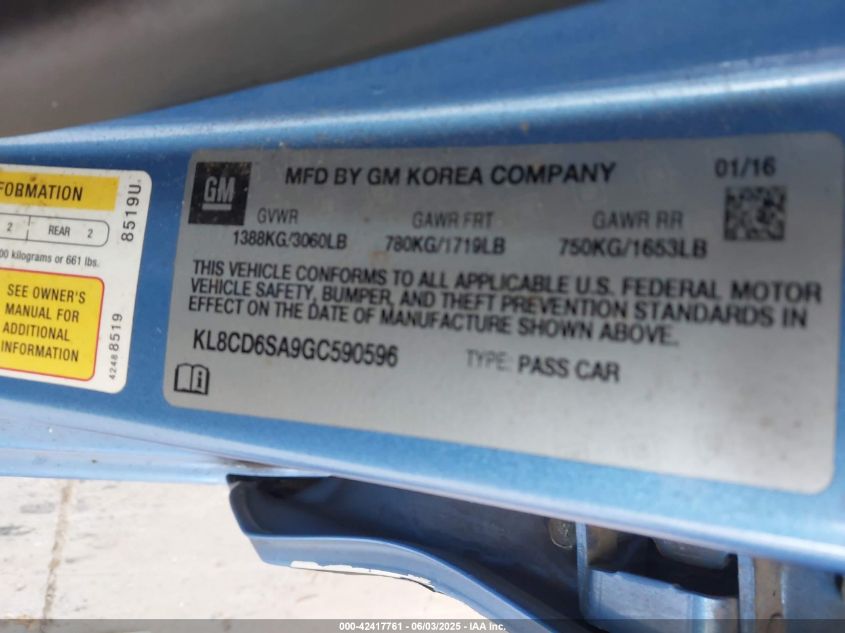 FORMATION
2 REAR 2
00 kilograms or 661 lbs.
SEE OWNER'S
MANUAL FOR
ADDITIONAL
INFORMATION
8519U
42488519
GM
MFD BY GM KOREA COMPANY
01/16
GVWR GAWR FRT GAWR RR
1388KG/3060LB 780KG/1719LB 750KG/1653LB
THIS VEHICLE CONFORMS TO ALL APPLICABLE U.S. FEDERAL MOTOR
VEHICLE SAFETY, BUMPER, AND THEFT PREVENTION STANDARDS IN
EFFECT ON THE DATE OF MANUFACTURE SHOWN ABOVE.
KL8CD6SA9GC590596 TYPE: PASS CAR
000-42417761 - 06/03/2025 - IAA Inc.